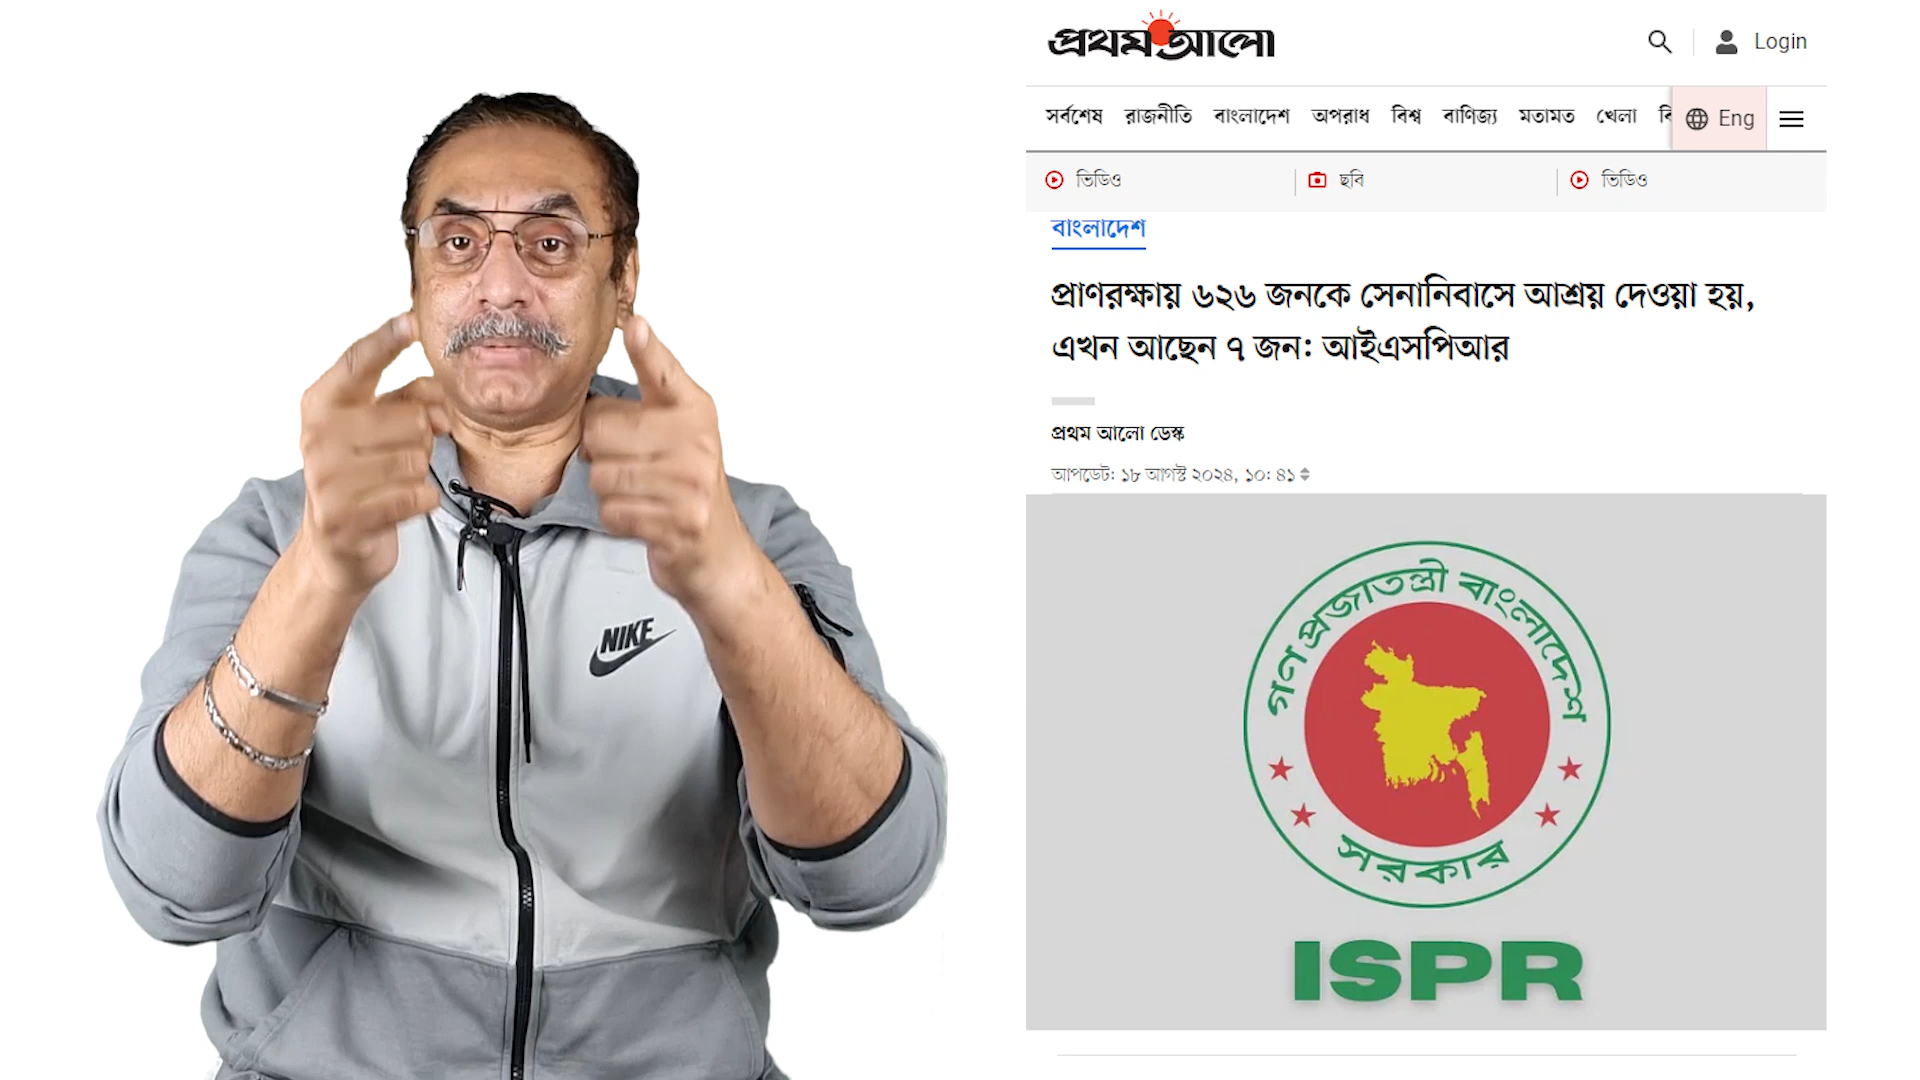 NIKE
প্রথম আলো
Login
সর্বশেষ রাজনীতি বাংলাদেশ অপরাধ বিশ্ব বাণিজ্য মতামত খেলা
Eng
ভিডিও ছবি ভিডিও
বাংলাদেশ
প্রাণরক্ষায় ৬২৬ জনকে সেনানিবাসে আশ্রয় দেওয়া হয়,
এখন আছেন ৭ জন: আইএসপিআর
প্রথম আলো ডেস্ক
আপডেট: ১৮ আগস্ট ২০২৪, ১০: ৪১
গণপ্রজাতন্ত্রী বাংলাদেশ
সরকার
ISPR